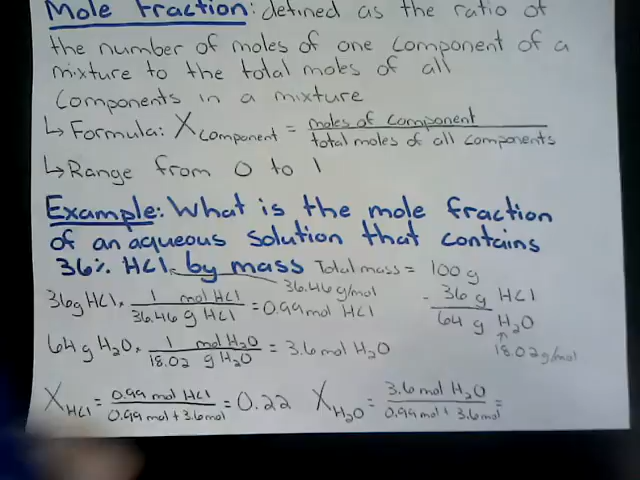 Mole Fraction: defined as the ratio of
the number of moles of one component of a
mixture to the total moles of all
components in a mixture
↳ Formula: X component = moles of component / total moles of all components
↳ Range from 0 to 1
Example: What is the mole fraction
of an aqueous solution that contains
36% HCl by mass Total mass = 100 g
36.46 g/mol
- 36 g HCl
36g HCl × 1 mol HCl / 36.46 g HCl = 0.99 mol HCl
64 g H2O
18.02 g/mol
64 g H2O × 1 mol H2O / 18.02 g H2O = 3.6 mol H2O
X HCl = 0.99 mol HCl / 0.99 mol + 3.6 mol = 0.22 X H2O = 3.6 mol H2O / 0.99 mol + 3.6 mol =